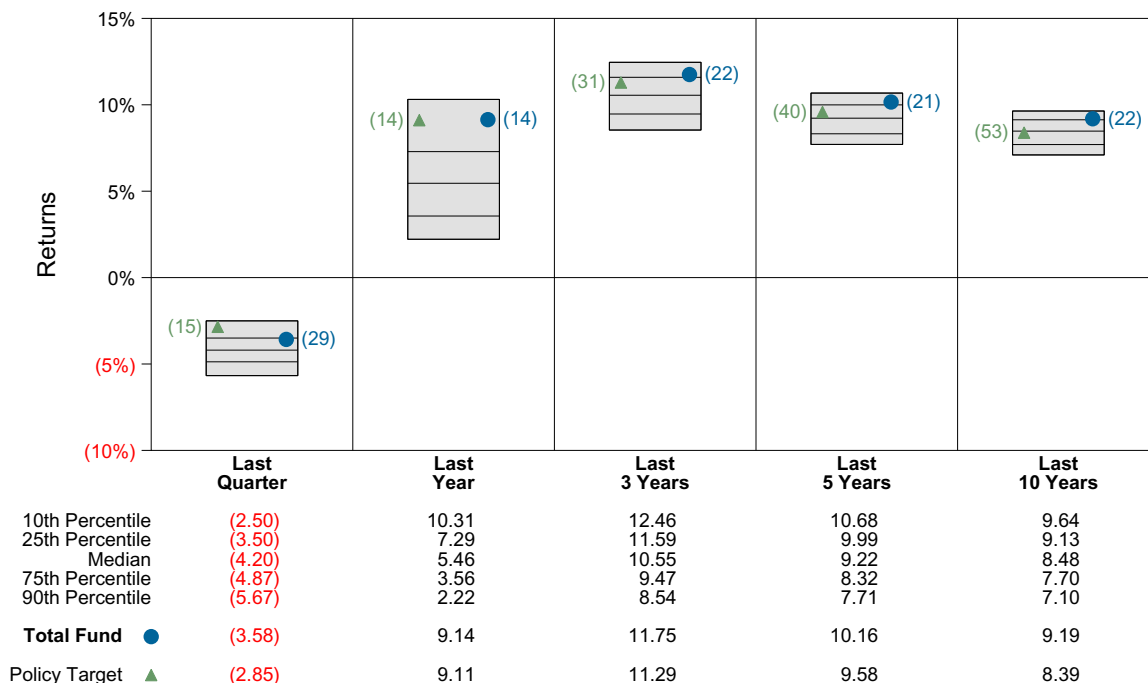 15%
10%
5%
0%
(5%)
(10%)
Returns
(15)
(29)
(14)
(14)
(31)
(22)
(40)
(21)
(53)
(22)
Last Quarter
Last Year
Last 3 Years
Last 5 Years
Last 10 Years
10th Percentile (2.50) 10.31 12.46 10.68 9.64
25th Percentile (3.50) 7.29 11.59 9.99 9.13
Median (4.20) 5.46 10.55 9.22 8.48
75th Percentile (4.87) 3.56 9.47 8.32 7.70
90th Percentile (5.67) 2.22 8.54 7.71 7.10
Total Fund (3.58) 9.14 11.75 10.16 9.19
Policy Target (2.85) 9.11 11.29 9.58 8.39